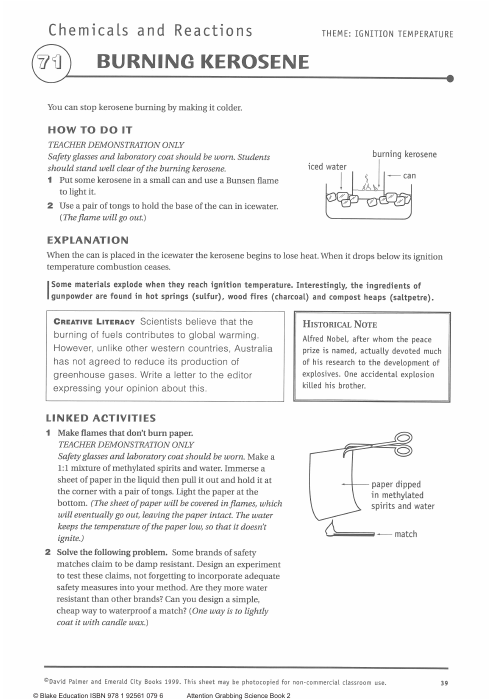 Chemicals and Reactions
THEME: IGNITION TEMPERATURE
71
BURNING KEROSENE
You can stop kerosene burning by making it colder.
HOW TO DO IT
TEACHER DEMONSTRATION ONLY
Safety glasses and laboratory coat should be worn. Students
should stand well clear of the burning kerosene.
1 Put some kerosene in a small can and use a Bunsen flame
to light it.
2 Use a pair of tongs to hold the base of the can in icewater.
(The flame will go out.)
burning kerosene
iced water
can
EXPLANATION
When the can is placed in the icewater the kerosene begins to lose heat. When it drops below its ignition
temperature combustion ceases.
Some materials explode when they reach ignition temperature. Interestingly, the ingredients of
gunpowder are found in hot springs (sulfur), wood fires (charcoal) and compost heaps (saltpetre).
CREATIVE LITERACY Scientists believe that the
burning of fuels contributes to global warming.
However, unlike other western countries, Australia
has not agreed to reduce its production of
greenhouse gases. Write a letter to the editor
expressing your opinion about this.
HISTORICAL NOTE
Alfred Nobel, after whom the peace
prize is named, actually devoted much
of his research to the development of
explosives. One accidental explosion
killed his brother.
LINKED ACTIVITIES
1 Make flames that don't burn paper.
TEACHER DEMONSTRATION ONLY
Safety glasses and laboratory coat should be worn. Make a
1:1 mixture of methylated spirits and water. Immerse a
sheet of paper in the liquid then pull it out and hold it at
the corner with a pair of tongs. Light the paper at the
bottom. (The sheet of paper will be covered in flames, which
will eventually go out, leaving the paper intact. The water
keeps the temperature of the paper low, so that it doesn't
ignite.)
2 Solve the following problem. Some brands of safety
matches claim to be damp resistant. Design an experiment
to test these claims, not forgetting to incorporate adequate
safety measures into your method. Are they more water
resistant than other brands? Can you design a simple,
cheap way to waterproof a match? (One way is to lightly
coat it with candle wax.)
paper dipped
in methylated
spirits and water
match
©David Palmer and Emerald City Books 1999. This sheet may be photocopied for non-commercial classroom use.
39
© Blake Education ISBN 978 1 92561 079 6
Attention Grabbing Science Book 2